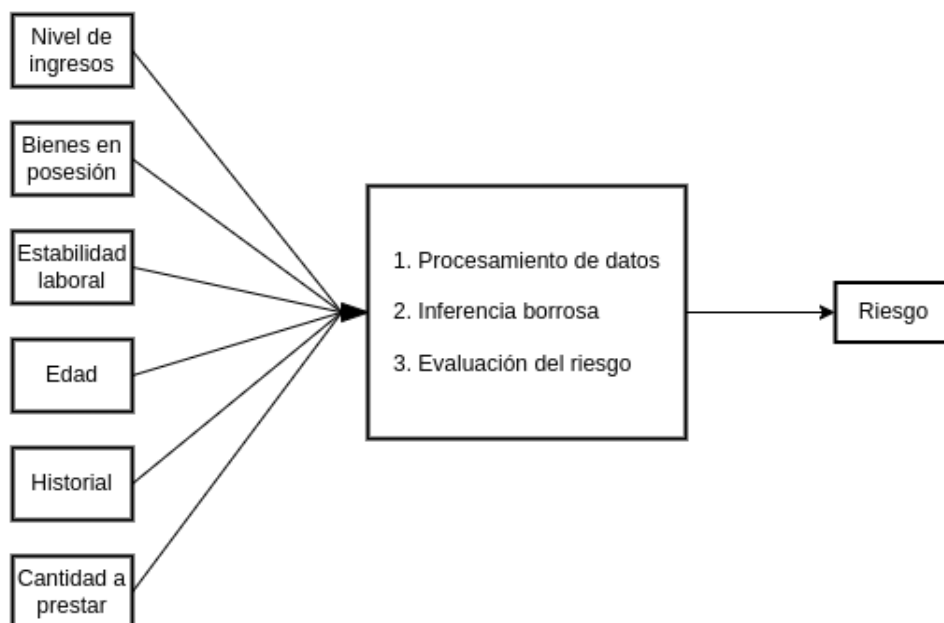 Nivel de
ingresos
Bienes en
posesión
Estabilidad
laboral
Edad
Historial
Cantidad a
prestar
1. Procesamiento de datos
2. Inferencia borrosa
3. Evaluación del riesgo
Riesgo